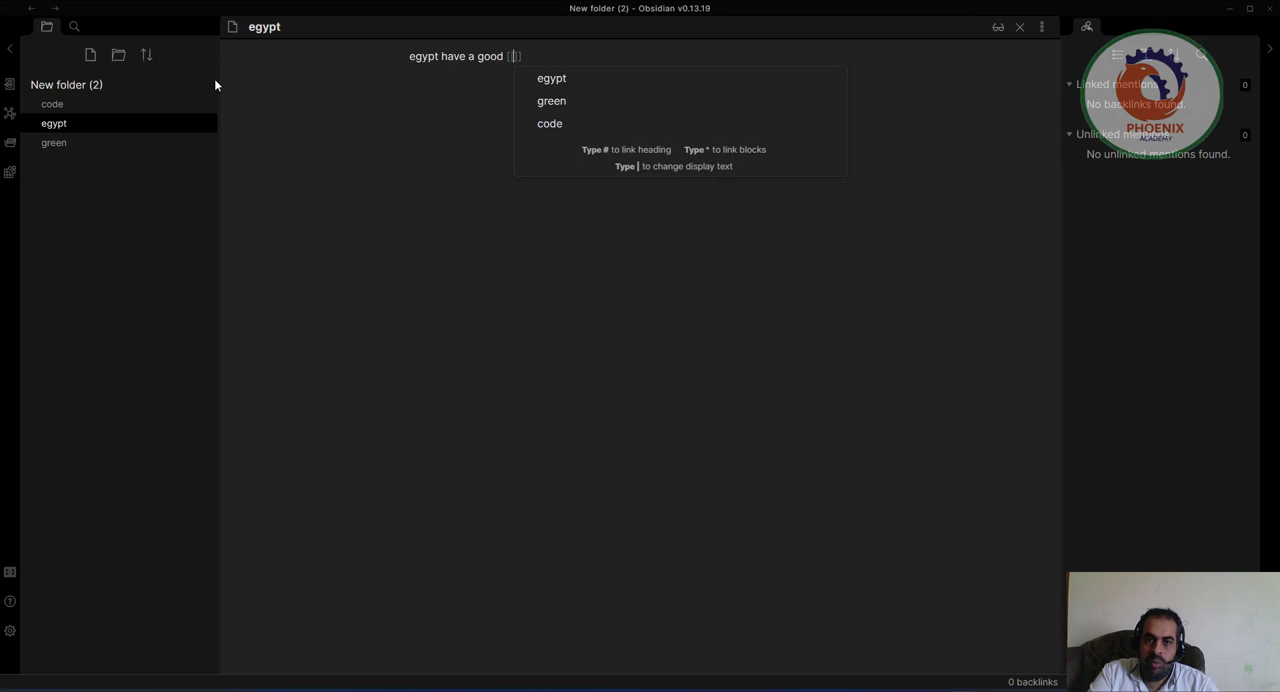 New folder (2) - Obsidian v0.13.19
egypt
egypt have a good [[]]
New folder (2)
code
egypt
green
egypt
green
code
Type # to link heading Type ^ to link blocks
Type | to change display text
Linked mentions 0
No backlinks found.
Unlinked mentions 0
No unlinked mentions found.
PHOENIX
ACADEMY
0 backlinks